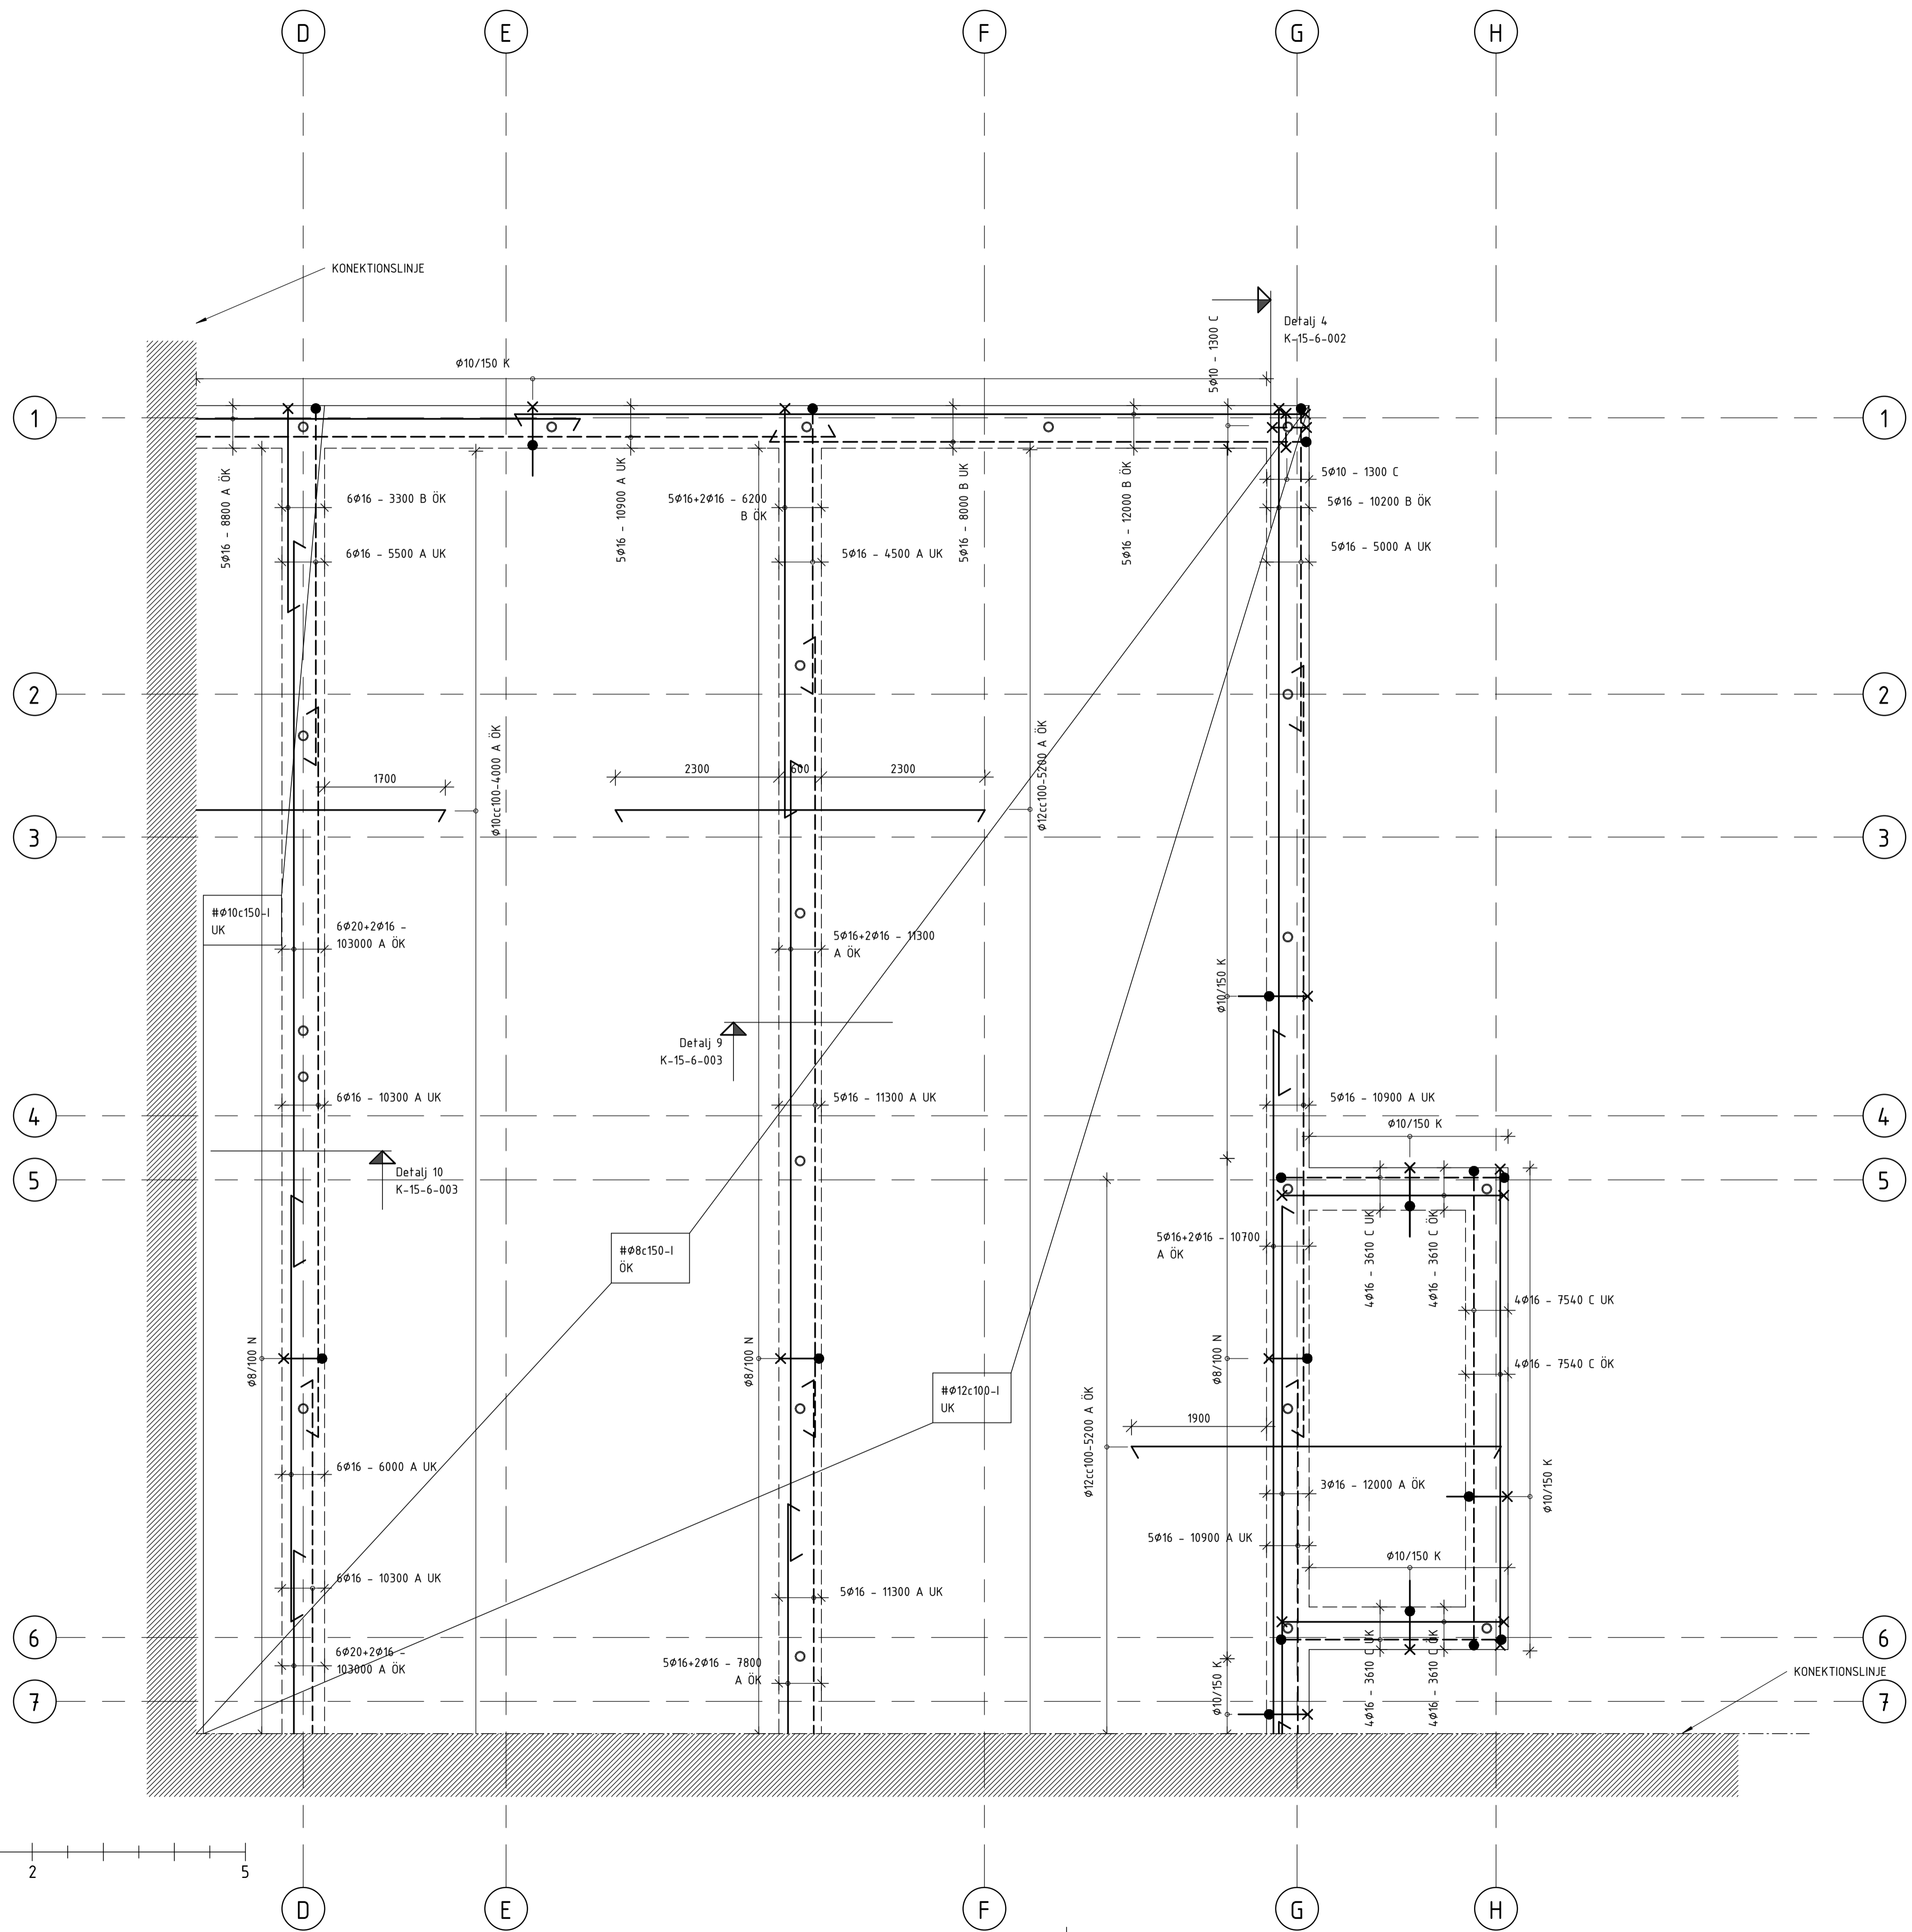 D E F G H
KONEKTIONSLINJE
Detalj 4
K-15-6-002
5Ø10 - 1300 C
Ø10/150 K
1
1
5Ø16 - 8800 A ÖK
6Ø16 - 3300 B ÖK
6Ø16 - 5500 A UK
5Ø16 - 10900 A UK
5Ø16+2Ø16 - 6200
B ÖK
5Ø16 - 4500 A UK
5Ø16 - 8000 B UK
5Ø16 - 12000 B ÖK
5Ø10 - 1300 C
5Ø16 - 10200 B ÖK
5Ø16 - 5000 A UK
2
2
1700
Ø10cc100-4000 A ÖK
2300
600
2300
Ø12cc100-5200 A ÖK
3
3
#Ø10c150-I
UK
6Ø20+2Ø16 -
103000 A ÖK
5Ø16+2Ø16 - 11300
A ÖK
Ø10/150 K
Detalj 9
K-15-6-003
6Ø16 - 10300 A UK
5Ø16 - 11300 A UK
5Ø16 - 10900 A UK
4
4
Ø10/150 K
Detalj 10
K-15-6-003
5
5
#Ø8c150-I
ÖK
5Ø16+2Ø16 - 10700
A ÖK
4Ø16 - 3610 C UK
4Ø16 - 3610 C ÖK
4Ø16 - 7540 C UK
4Ø16 - 7540 C ÖK
Ø8/100 N
Ø8/100 N
Ø8/100 N
#Ø12c100-I
UK
Ø12cc100-5200 A ÖK
1900
6Ø16 - 6000 A UK
3Ø16 - 12000 A ÖK
Ø10/150 K
5Ø16 - 10900 A UK
Ø10/150 K
6Ø16 - 10300 A UK
5Ø16 - 11300 A UK
6
6
6Ø20+2Ø16 -
103000 A ÖK
5Ø16+2Ø16 - 7800
A ÖK
Ø10/150 K
4Ø16 - 3610 C UK
4Ø16 - 3610 C ÖK
KONEKTIONSLINJE
7
7
2 5
D E F G H